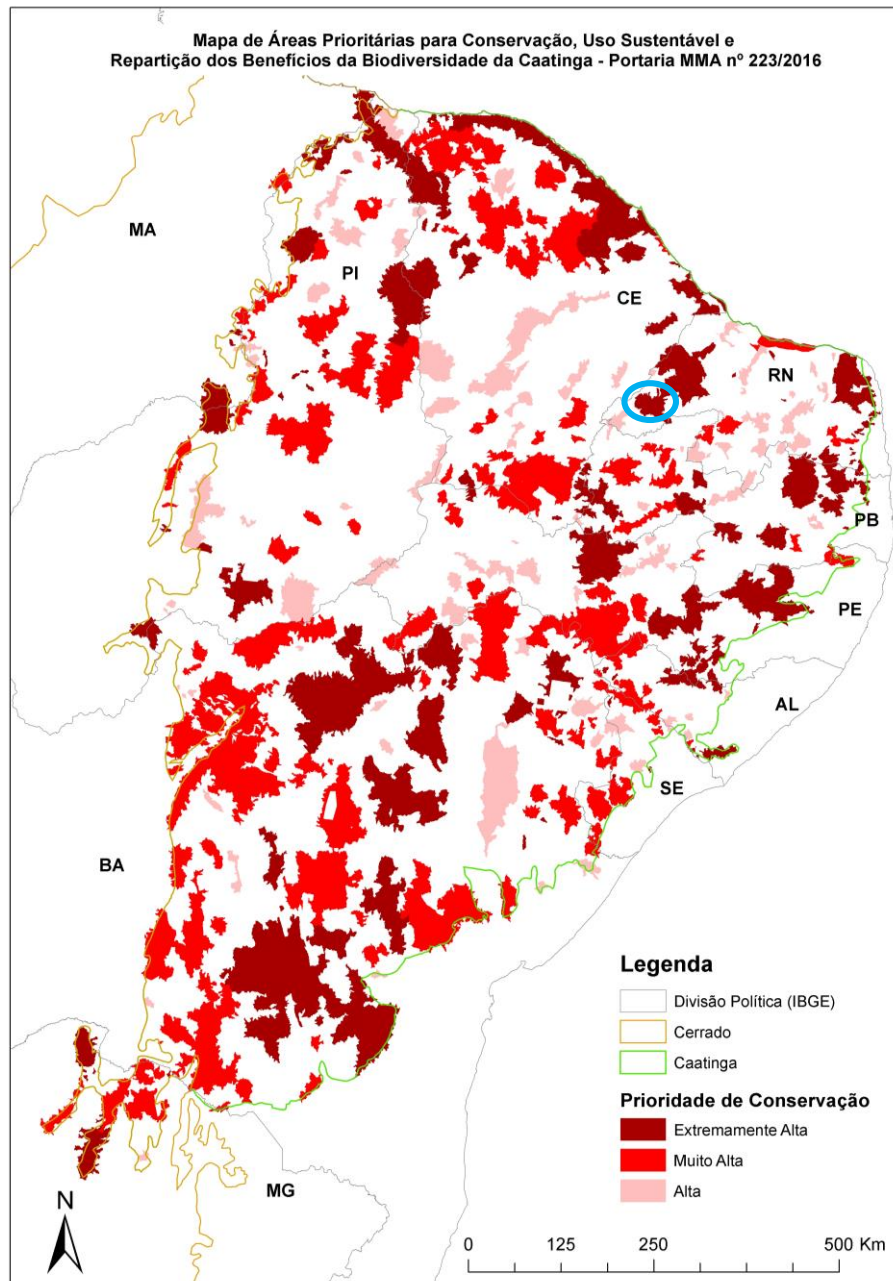 Mapa de Áreas Prioritárias para Conservação, Uso Sustentável e
Repartição dos Benefícios da Biodiversidade da Caatinga - Portaria MMA nº 223/2016
MA
PI
CE
RN
PB
PE
AL
SE
BA
MG
Legenda
Divisão Política (IBGE)
Cerrado
Caatinga
Prioridade de Conservação
Extremamente Alta
Muito Alta
Alta
N
0 125 250 500 Km